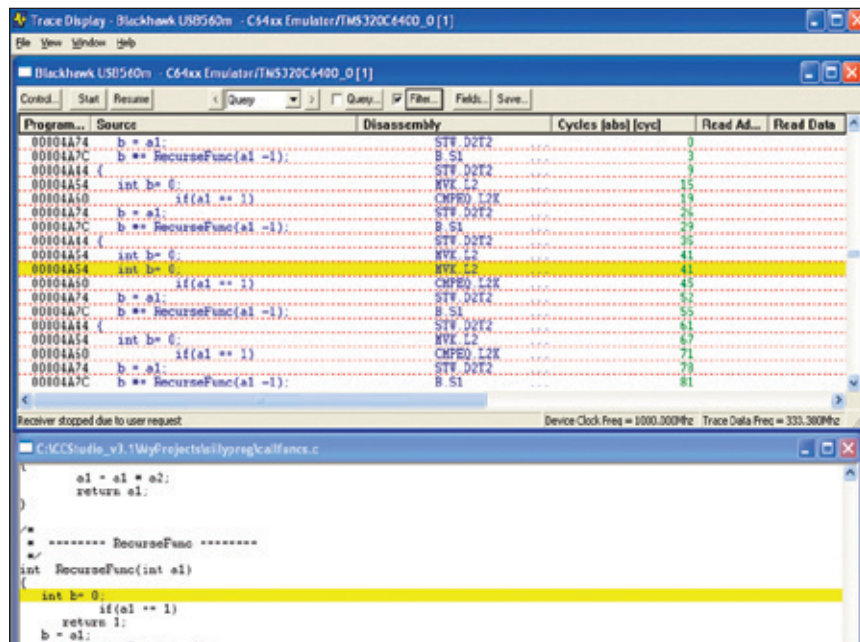 Trace Display - Blackhawk USB560m - C64xx Emulator/TMS320C6400_0 [1]
File View Window Help
Blackhawk USB560m - C64xx Emulator/TMS320C6400_0 [1]
Control... Start Resume < Query > Query... Filter... Fields... Save...
Program... Source Disassembly Cycles [abs] [cyc] Read Ad... Read Data
00004A74 b = a1; STW.D2T2 ... 0
00004A7C b *= RecurseFunc(a1 -1); B.S1 ... 3
00004A44 { STW.D2T2 ... 9
00004A54 int b= 0; MVK.L2 ... 15
00004A60 if(a1 == 1) CMPEQ.L2X ... 19
00004A74 b = a1; STW.D2T2 ... 26
00004A7C b *= RecurseFunc(a1 -1); B.S1 ... 29
00004A44 { STW.D2T2 ... 35
00004A54 int b= 0; MVK.L2 ... 41
00004A54 int b= 0; MVK.L2 ... 41
00004A60 if(a1 == 1) CMPEQ.L2X ... 45
00004A74 b = a1; STW.D2T2 ... 52
00004A7C b *= RecurseFunc(a1 -1); B.S1 ... 55
00004A44 { STW.D2T2 ... 61
00004A54 int b= 0; MVK.L2 ... 67
00004A60 if(a1 == 1) CMPEQ.L2X ... 71
00004A74 b = a1; STW.D2T2 ... 78
00004A7C b *= RecurseFunc(a1 -1); B.S1 ... 81
Receiver stopped due to user request Device Clock Freq = 1000.000Mhz Trace Data Freq = 333.380Mhz
C:\CCStudio_v3.1\MyProjects\sillyprog\callfuncs.c
{
a1 = a1 * a2;
return a1;
}
/*
* -------- RecurseFunc --------
*/
int RecurseFunc(int a1)
{
int b= 0;
if(a1 == 1)
return 1;
b = a1;